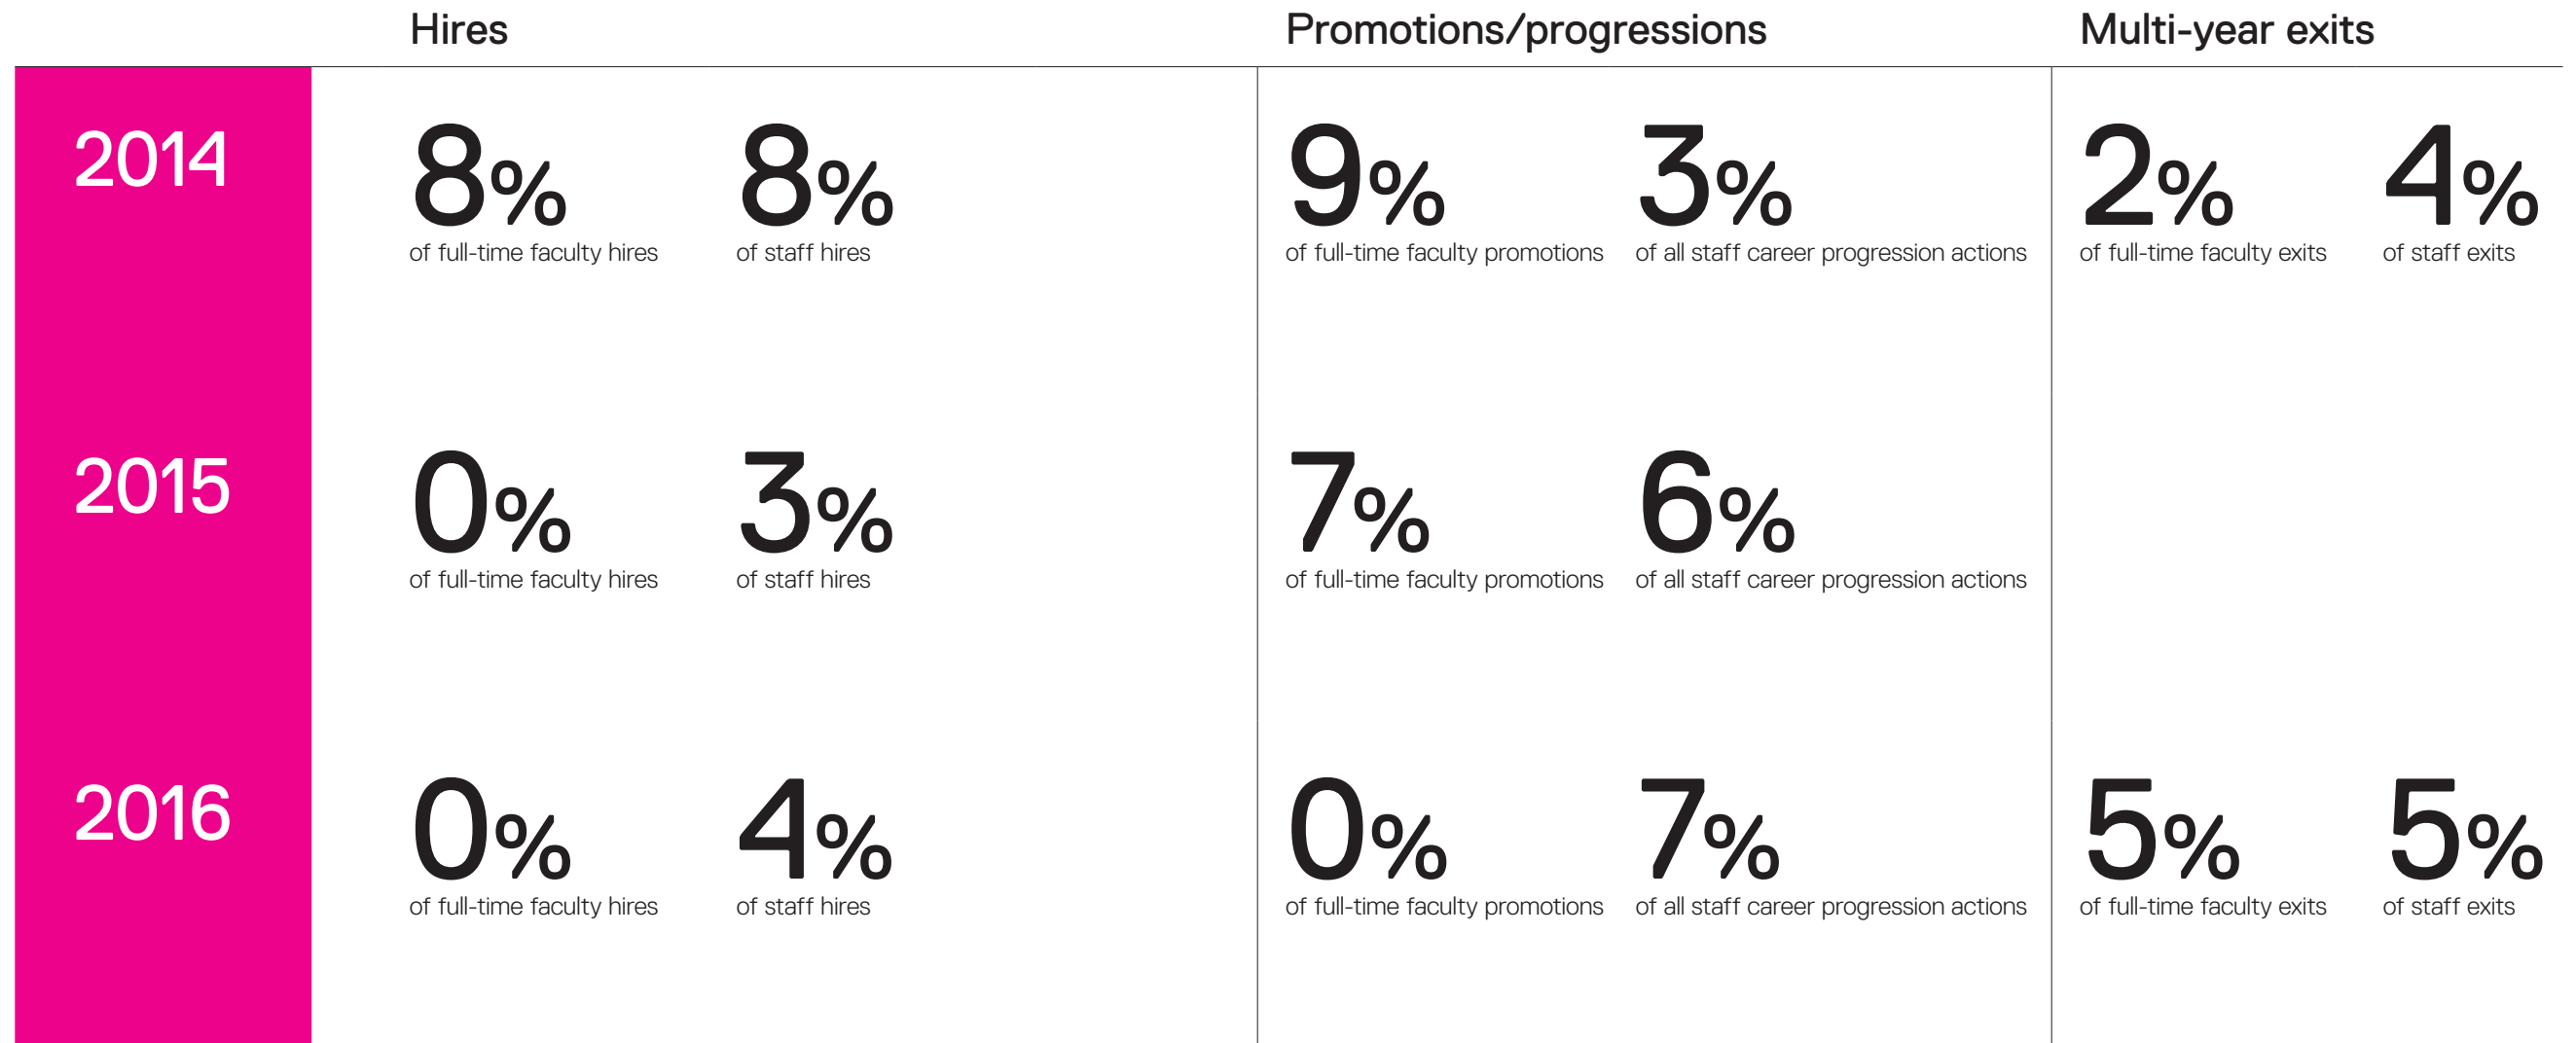 Hires Promotions/progressions Multi-year exits
2014 8% 8% 9% 3% 2% 4%
of full-time faculty hires of staff hires of full-time faculty promotions of all staff career progression actions of full-time faculty exits of staff exits
2015 0% 3% 7% 6%
of full-time faculty hires of staff hires of full-time faculty promotions of all staff career progression actions
2016 0% 4% 0% 7% 5% 5%
of full-time faculty hires of staff hires of full-time faculty promotions of all staff career progression actions of full-time faculty exits of staff exits